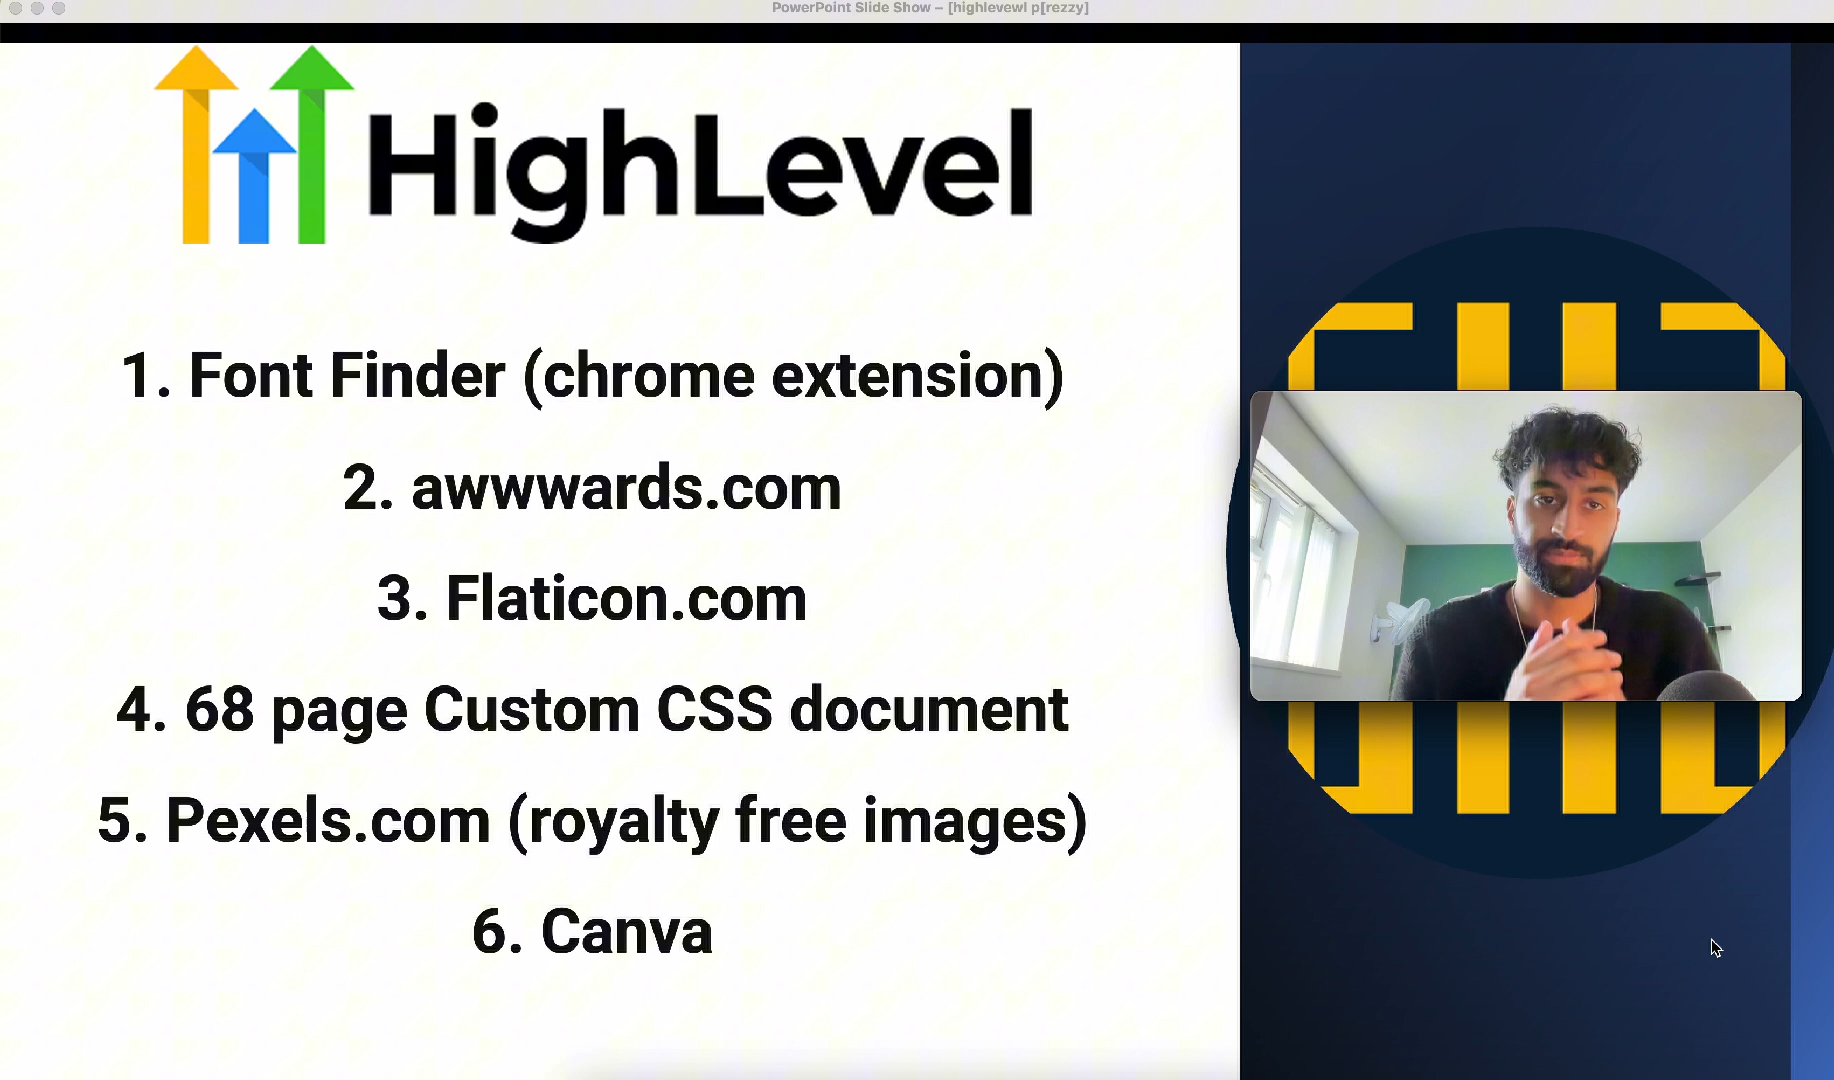 PowerPoint Slide Show – [highlevewl p[rezzy]
HighLevel
1. Font Finder (chrome extension)
2. awwwards.com
3. Flaticon.com
4. 68 page Custom CSS document
5. Pexels.com (royalty free images)
6. Canva